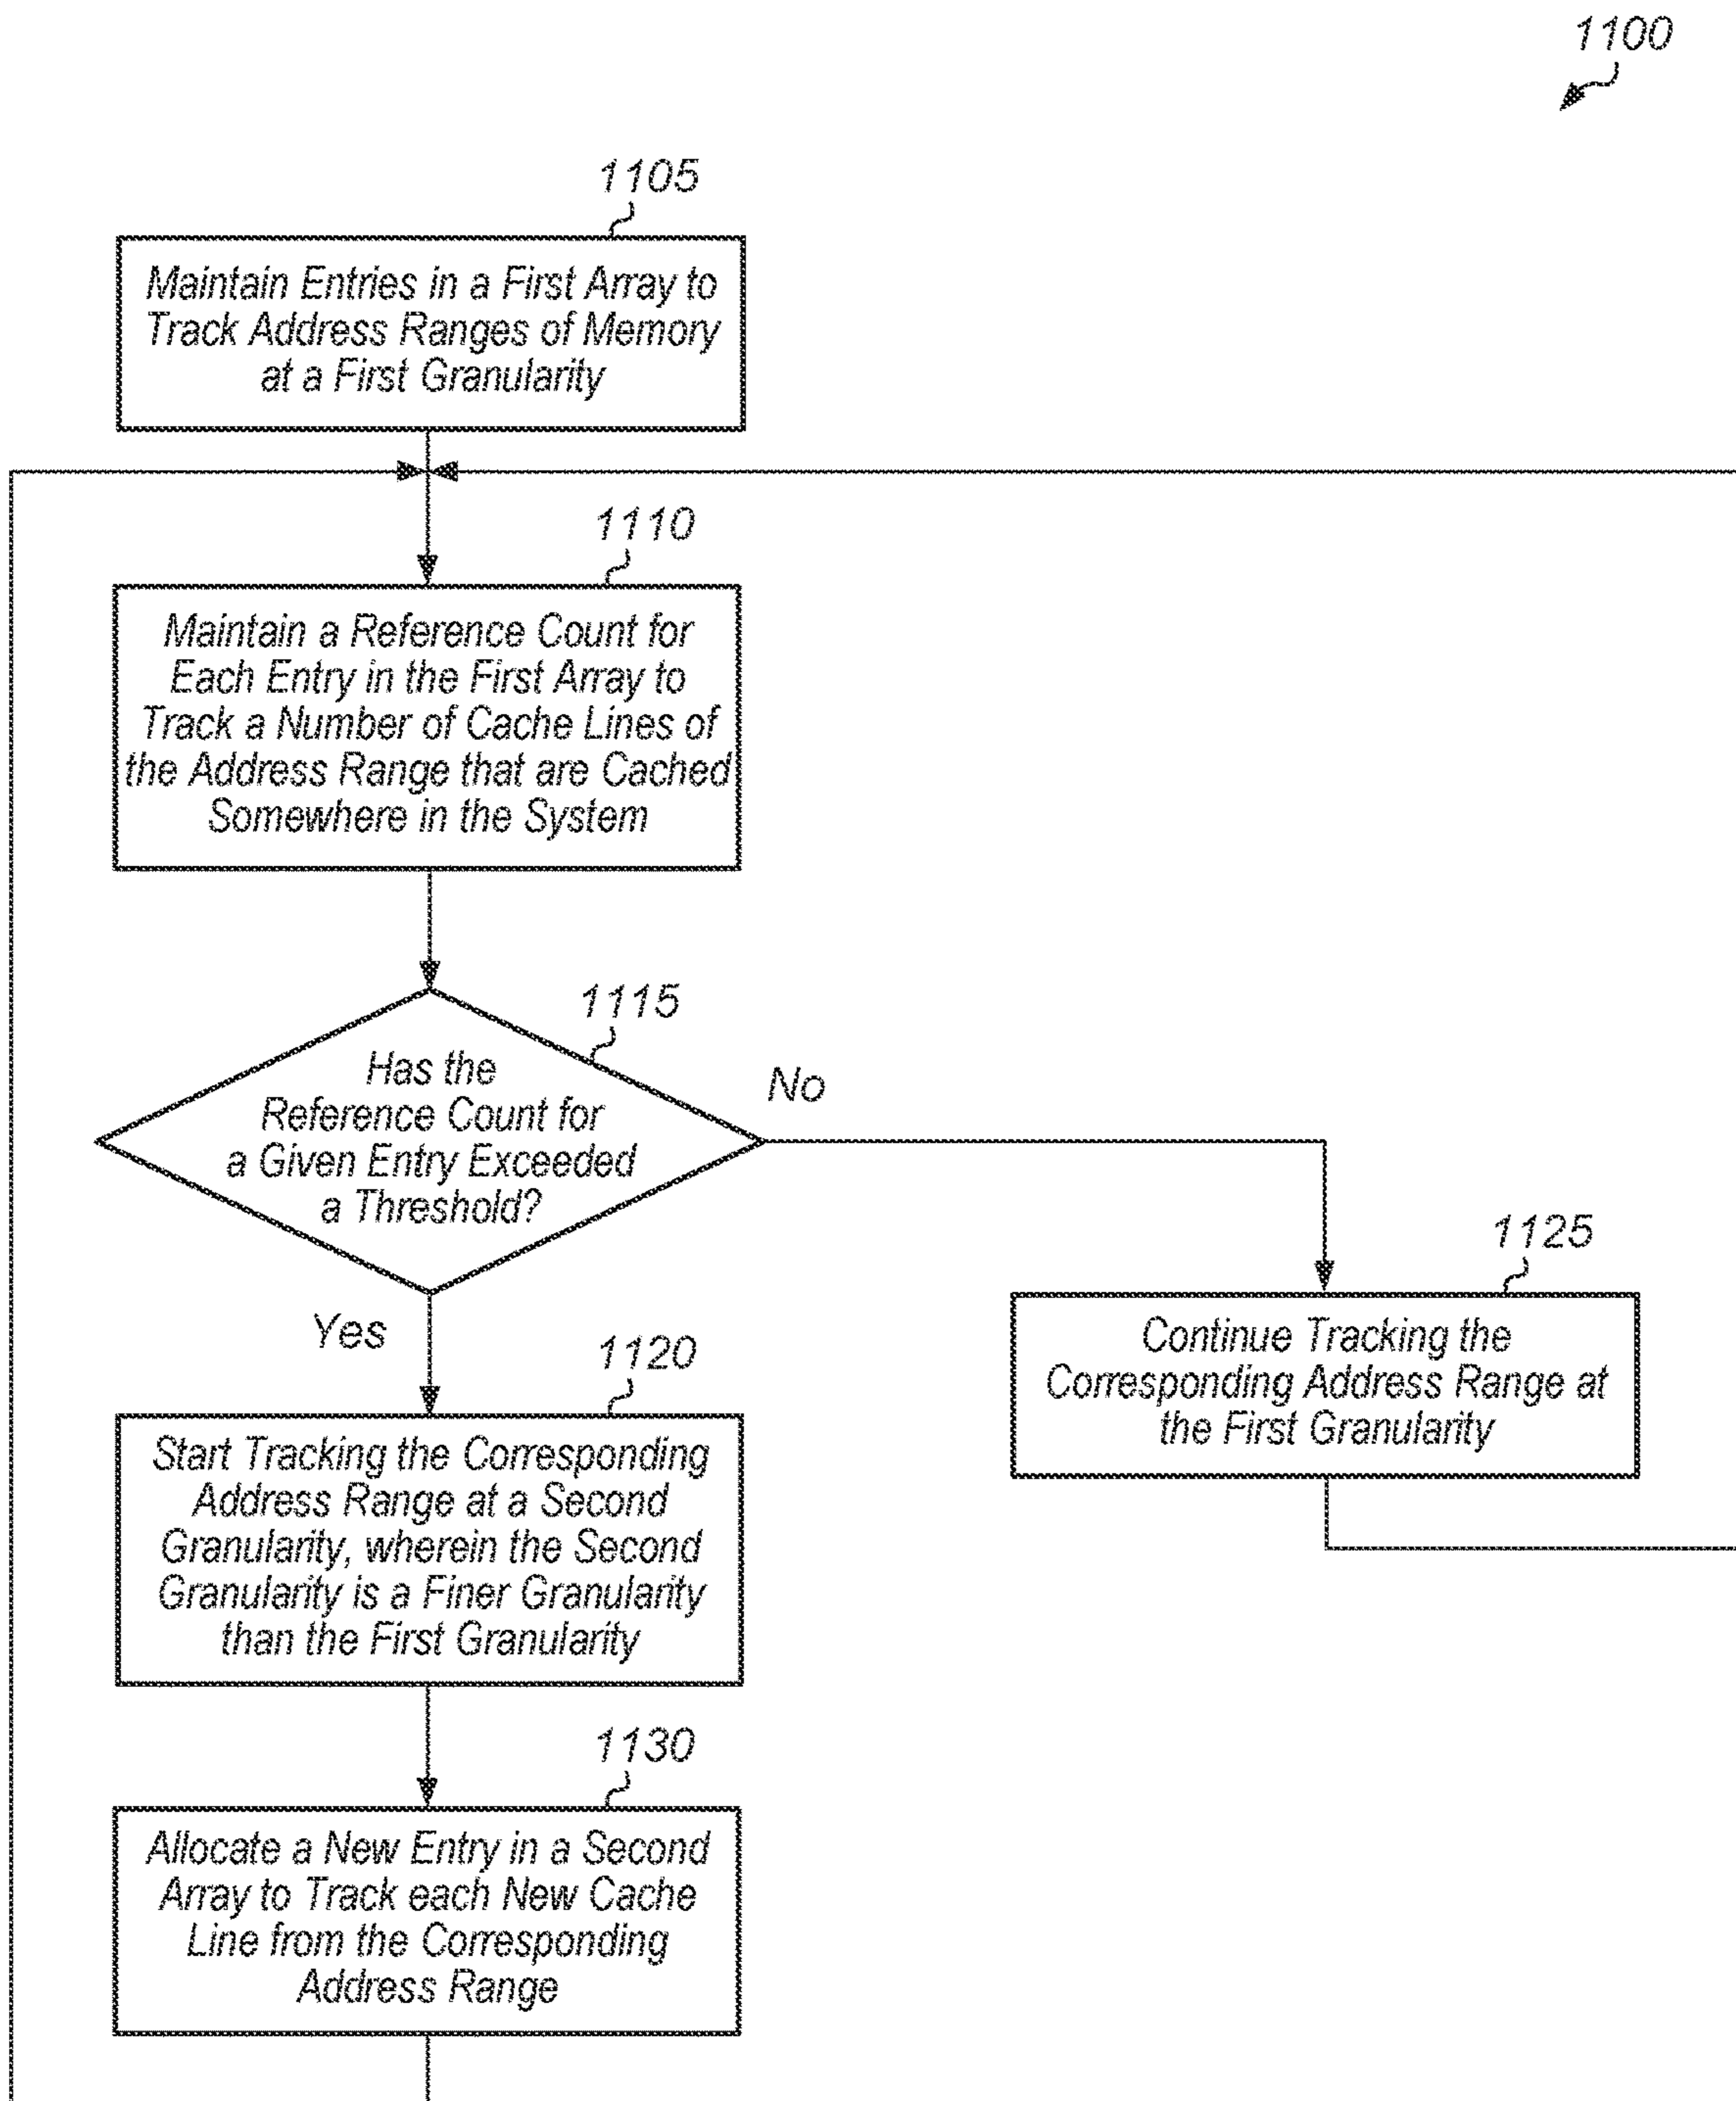 1100
1105
Maintain Entries in a First Array to
Track Address Ranges of Memory
at a First Granularity
1110
Maintain a Reference Count for
Each Entry in the First Array to
Track a Number of Cache Lines of
the Address Range that are Cached
Somewhere in the System
1115
Has the
Reference Count for
a Given Entry Exceeded
a Threshold?
No
Yes
1125
Continue Tracking the
Corresponding Address Range at
the First Granularity
1120
Start Tracking the Corresponding
Address Range at a Second
Granularity, wherein the Second
Granularity is a Finer Granularity
than the First Granularity
1130
Allocate a New Entry in a Second
Array to Track each New Cache
Line from the Corresponding
Address Range